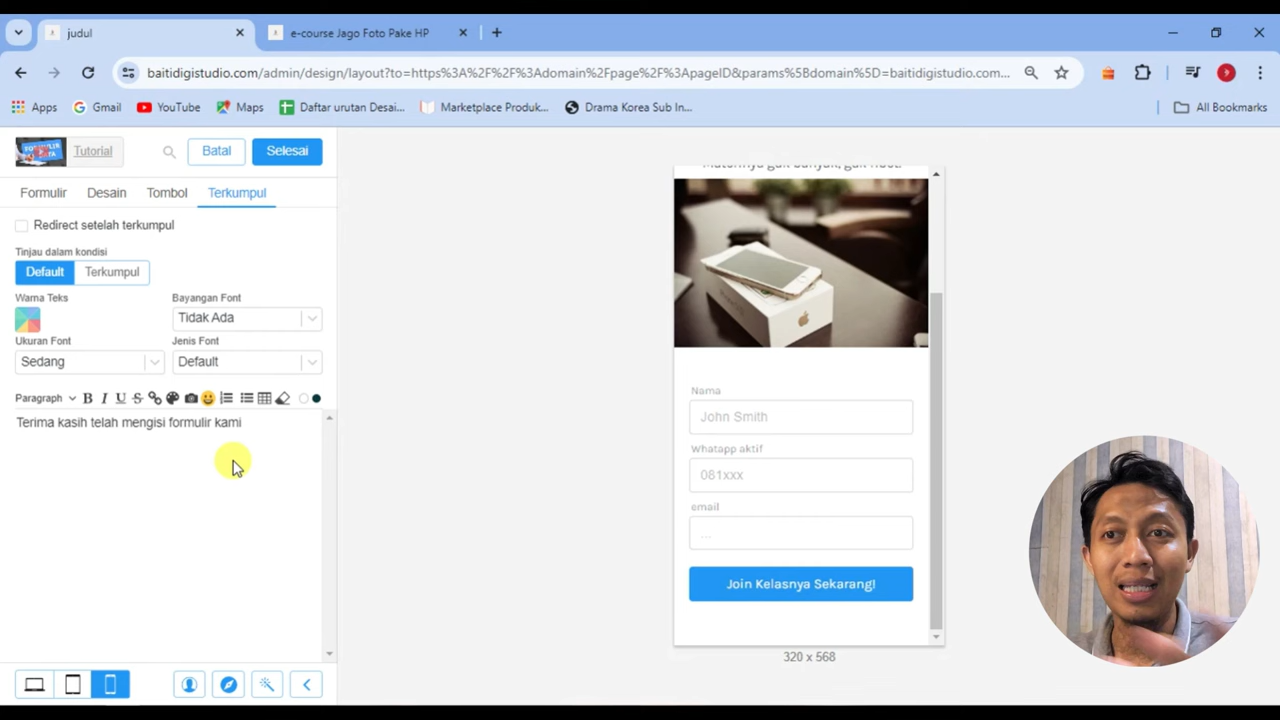 judul
e-course Jago Foto Pake HP
baitidigistudio.com/admin/design/layout?to=https%3A%2F%2F%3Adomain%2Fpage%2F%3ApageID&params%5Bdomain%5D=baitidigistudio.com...
Apps
Gmail
YouTube
Maps
Daftar urutan Desai...
Marketplace Produk...
Drama Korea Sub In...
All Bookmarks
Tutorial
Batal
Selesai
Formulir
Desain
Tombol
Terkumpul
Redirect setelah terkumpul
Tinjau dalam kondisi
Default
Terkumpul
Warna Teks
Bayangan Font
Tidak Ada
Ukuran Font
Jenis Font
Sedang
Default
Paragraph
B I U S
Terima kasih telah mengisi formulir kami
Nama
John Smith
Whatapp aktif
081xxx
email
...
Join Kelasnya Sekarang!
320 x 568